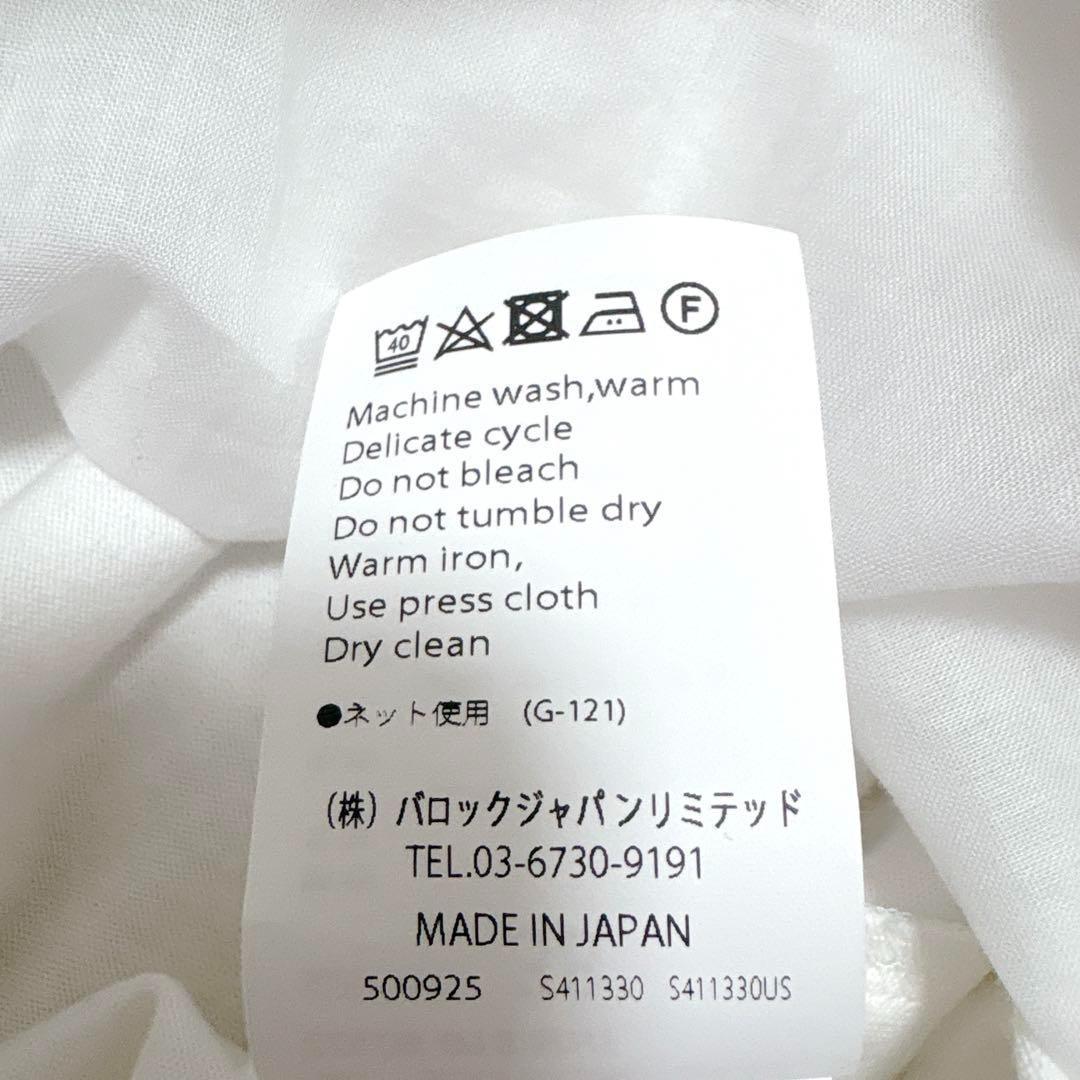 40 F
Machine wash,warm
Delicate cycle
Do not bleach
Do not tumble dry
Warm iron,
Use press cloth
Dry clean
●ネット使用 (G-121)
(株) バロックジャパンリミテッド
TEL.03-6730-9191
MADE IN JAPAN
500925 S411330 S411330US